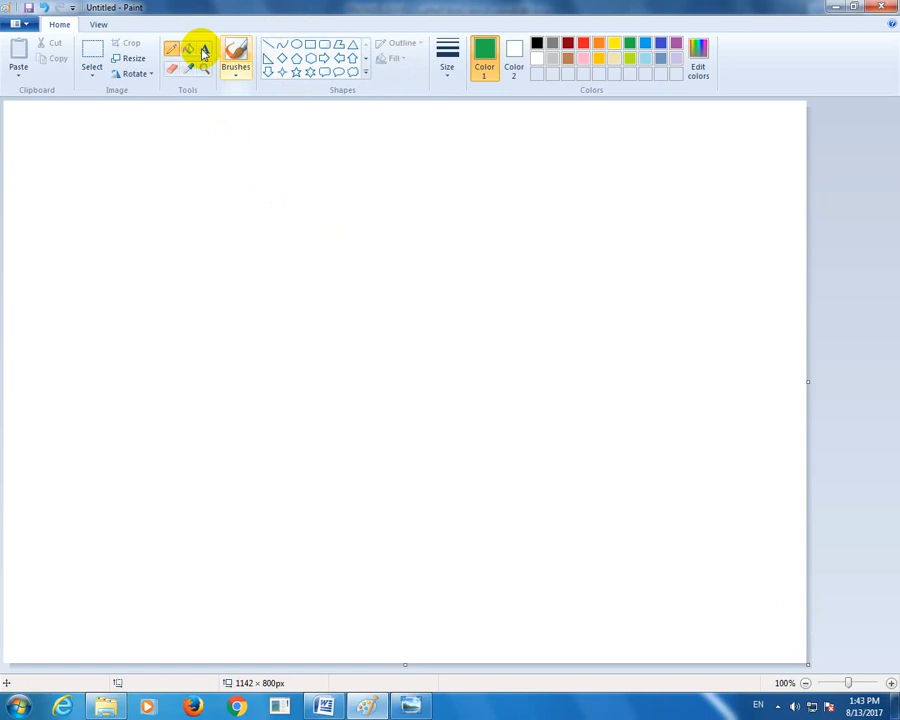 Untitled - Paint
Home View
Paste Cut Copy Clipboard
Select Crop Resize Rotate Image
A Tools
Brushes
Outline Fill Shapes
Size
Color 1 Color 2 Edit colors Colors
1142 × 800px 100%
EN 1:43 PM
8/13/2017